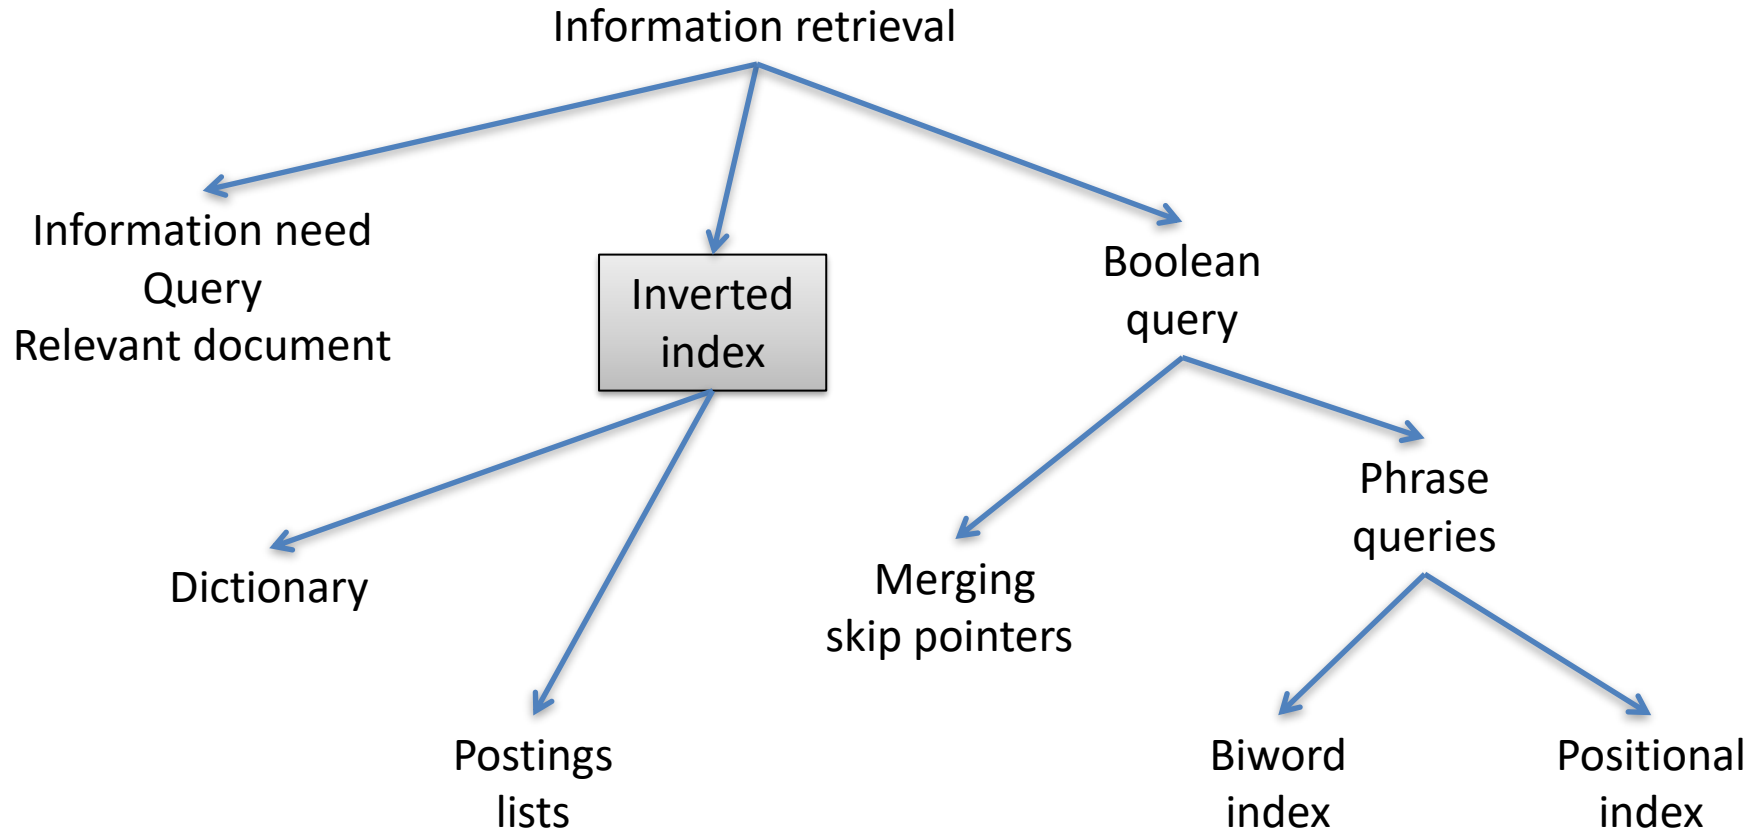 Information retrieval
Information need
Query
Relevant document
Inverted
index
Boolean
query
Phrase
queries
Dictionary
Merging
skip pointers
Postings
lists
Biword
index
Positional
index